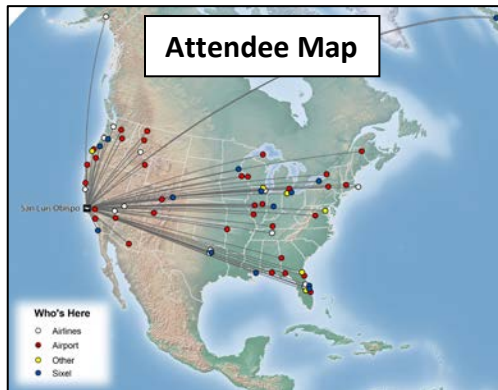 Attendee Map
San Luis Obispo
Who's Here
Airlines
Airport
Other
Sixel